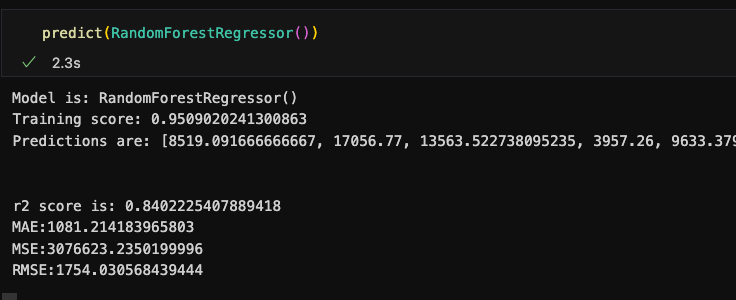 predict(RandomForestRegressor())
2.3s
Model is: RandomForestRegressor()
Training score: 0.9509020241300863
Predictions are: [8519.091666666667, 17056.77, 13563.522738095235, 3957.26, 9633.379
r2 score is: 0.8402225407889418
MAE:1081.214183965803
MSE:3076623.2350199996
RMSE:1754.030568439444